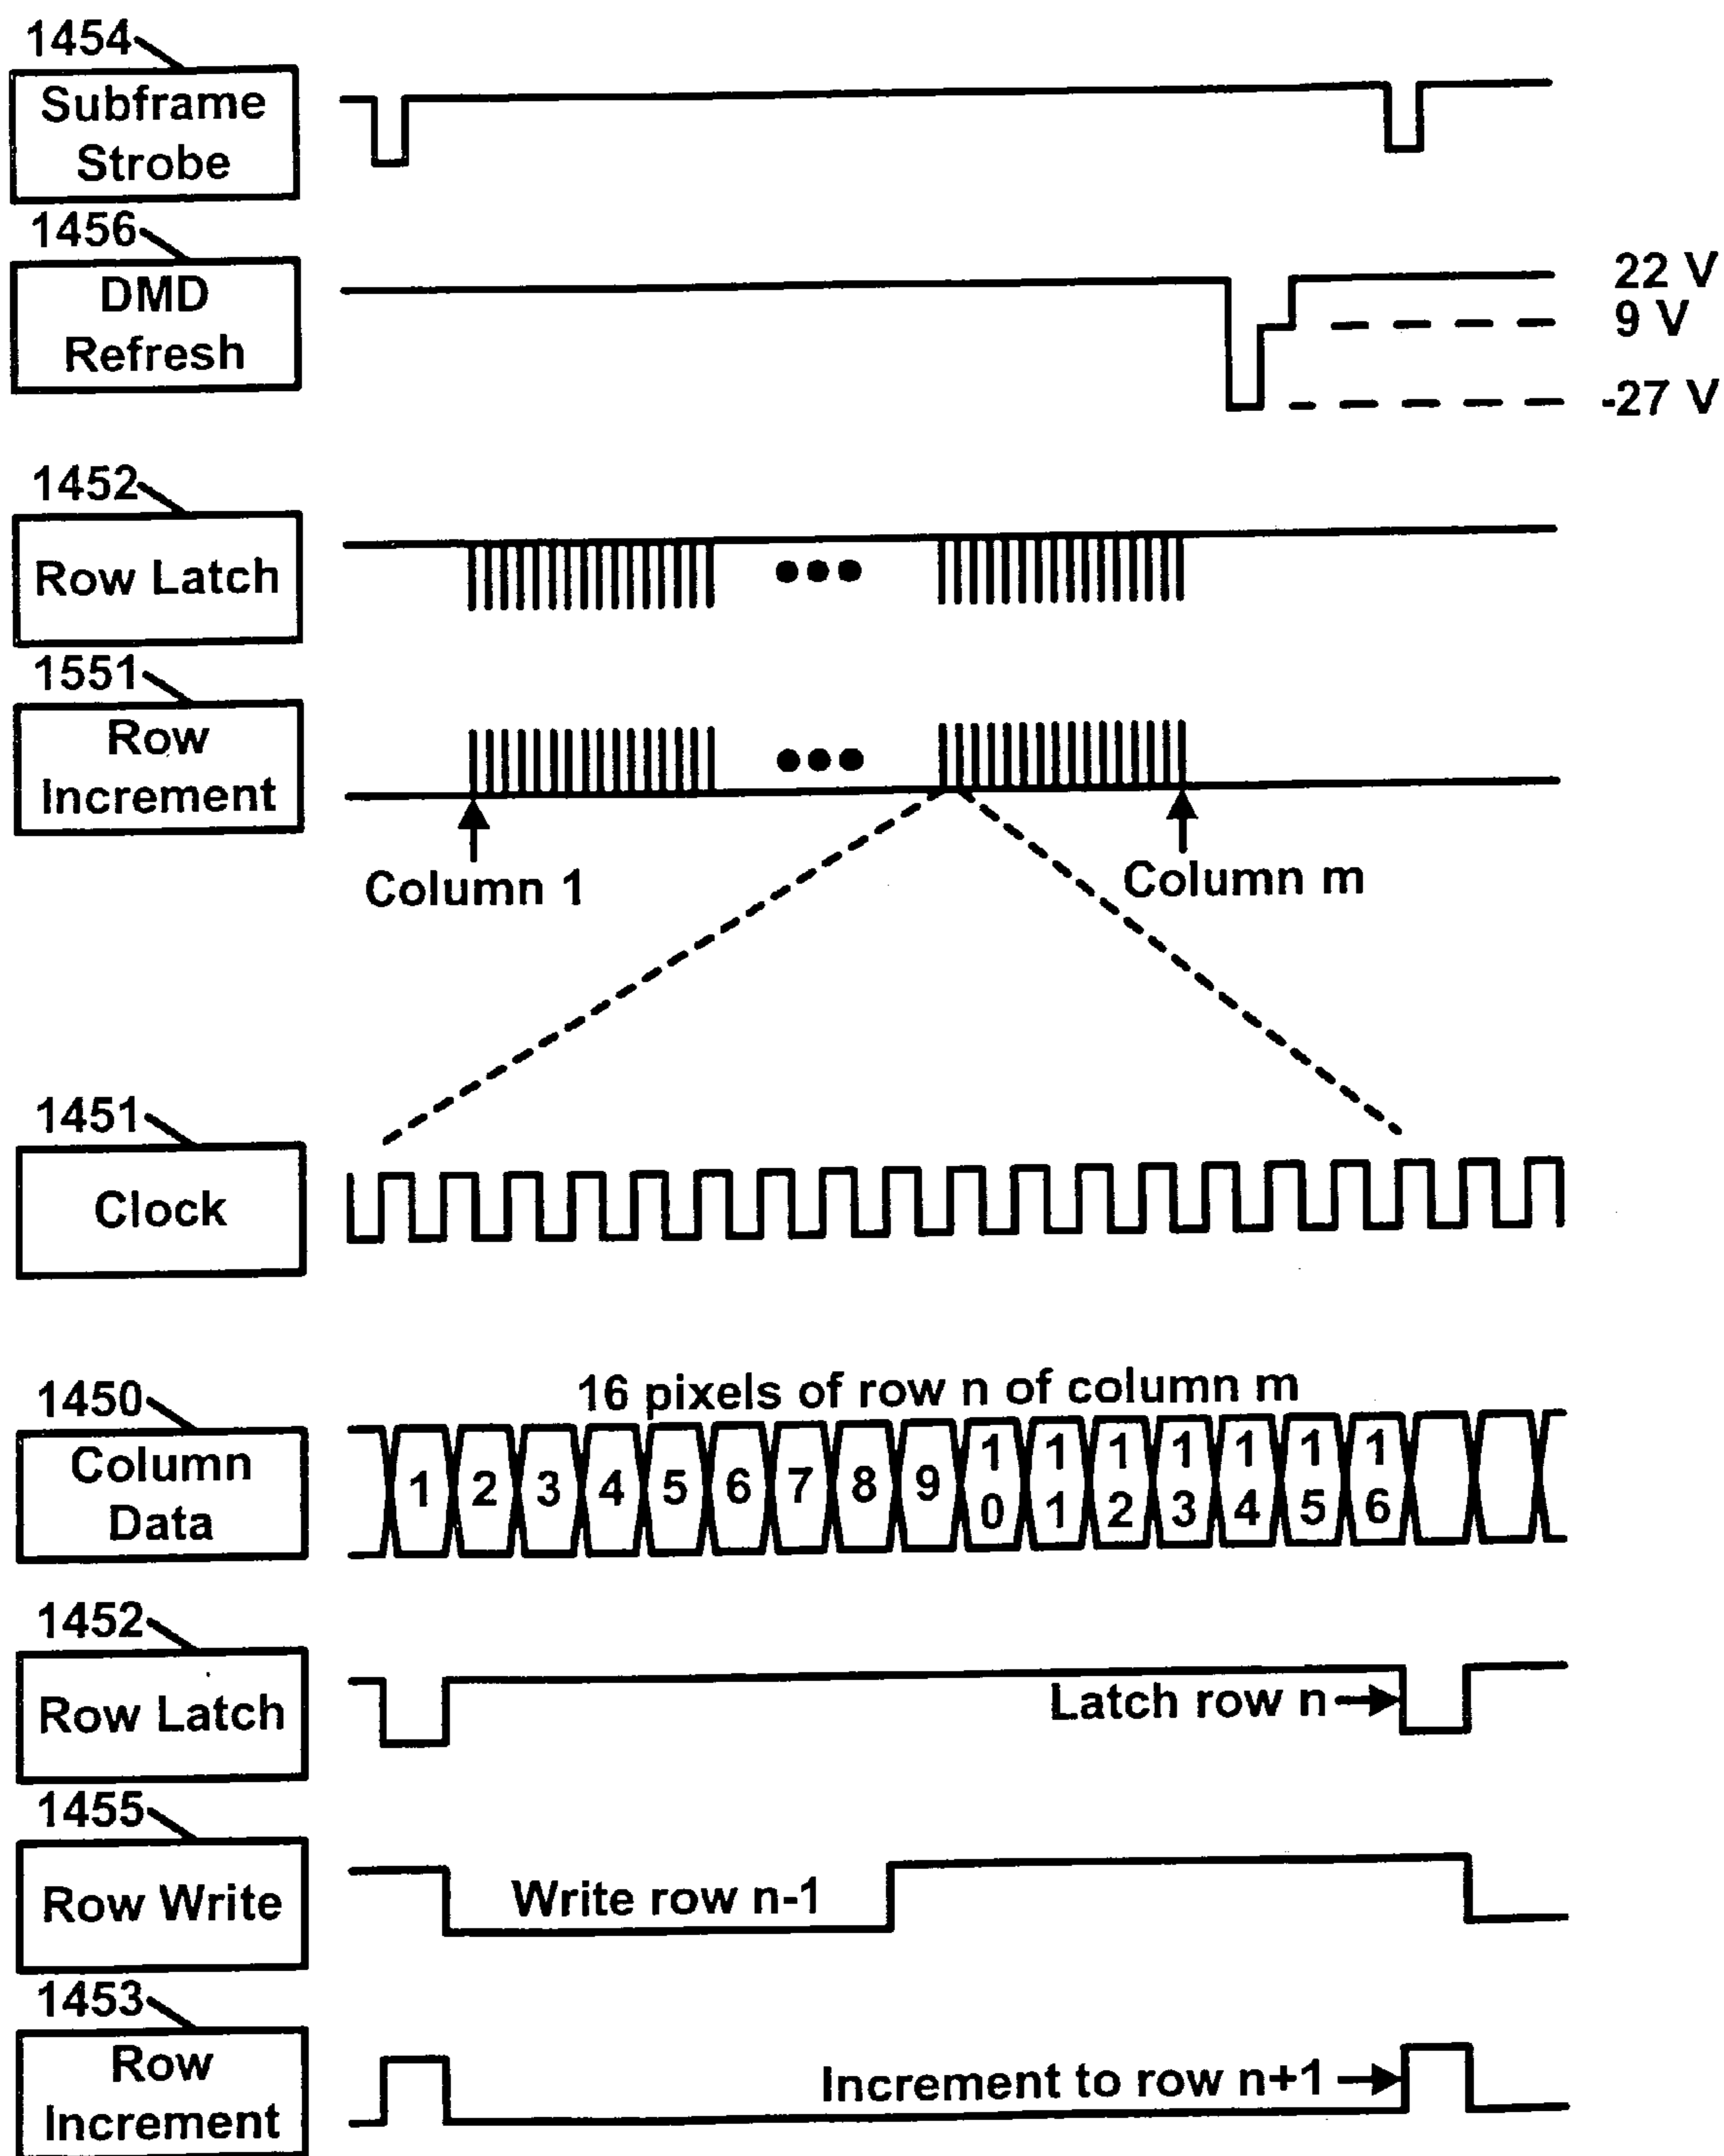 1454
Subframe
Strobe
1456
DMD
Refresh
22 V
9 V
-27 V
1452
Row Latch
1551
Row
Increment
Column 1
Column m
1451
Clock
16 pixels of row n of column m
1450
Column
Data
1 2 3 4 5 6 7 8 9 10 11 12 13 14 15 16
1452
Row Latch
Latch row n
1455
Row Write
Write row n-1
1453
Row
Increment
Increment to row n+1